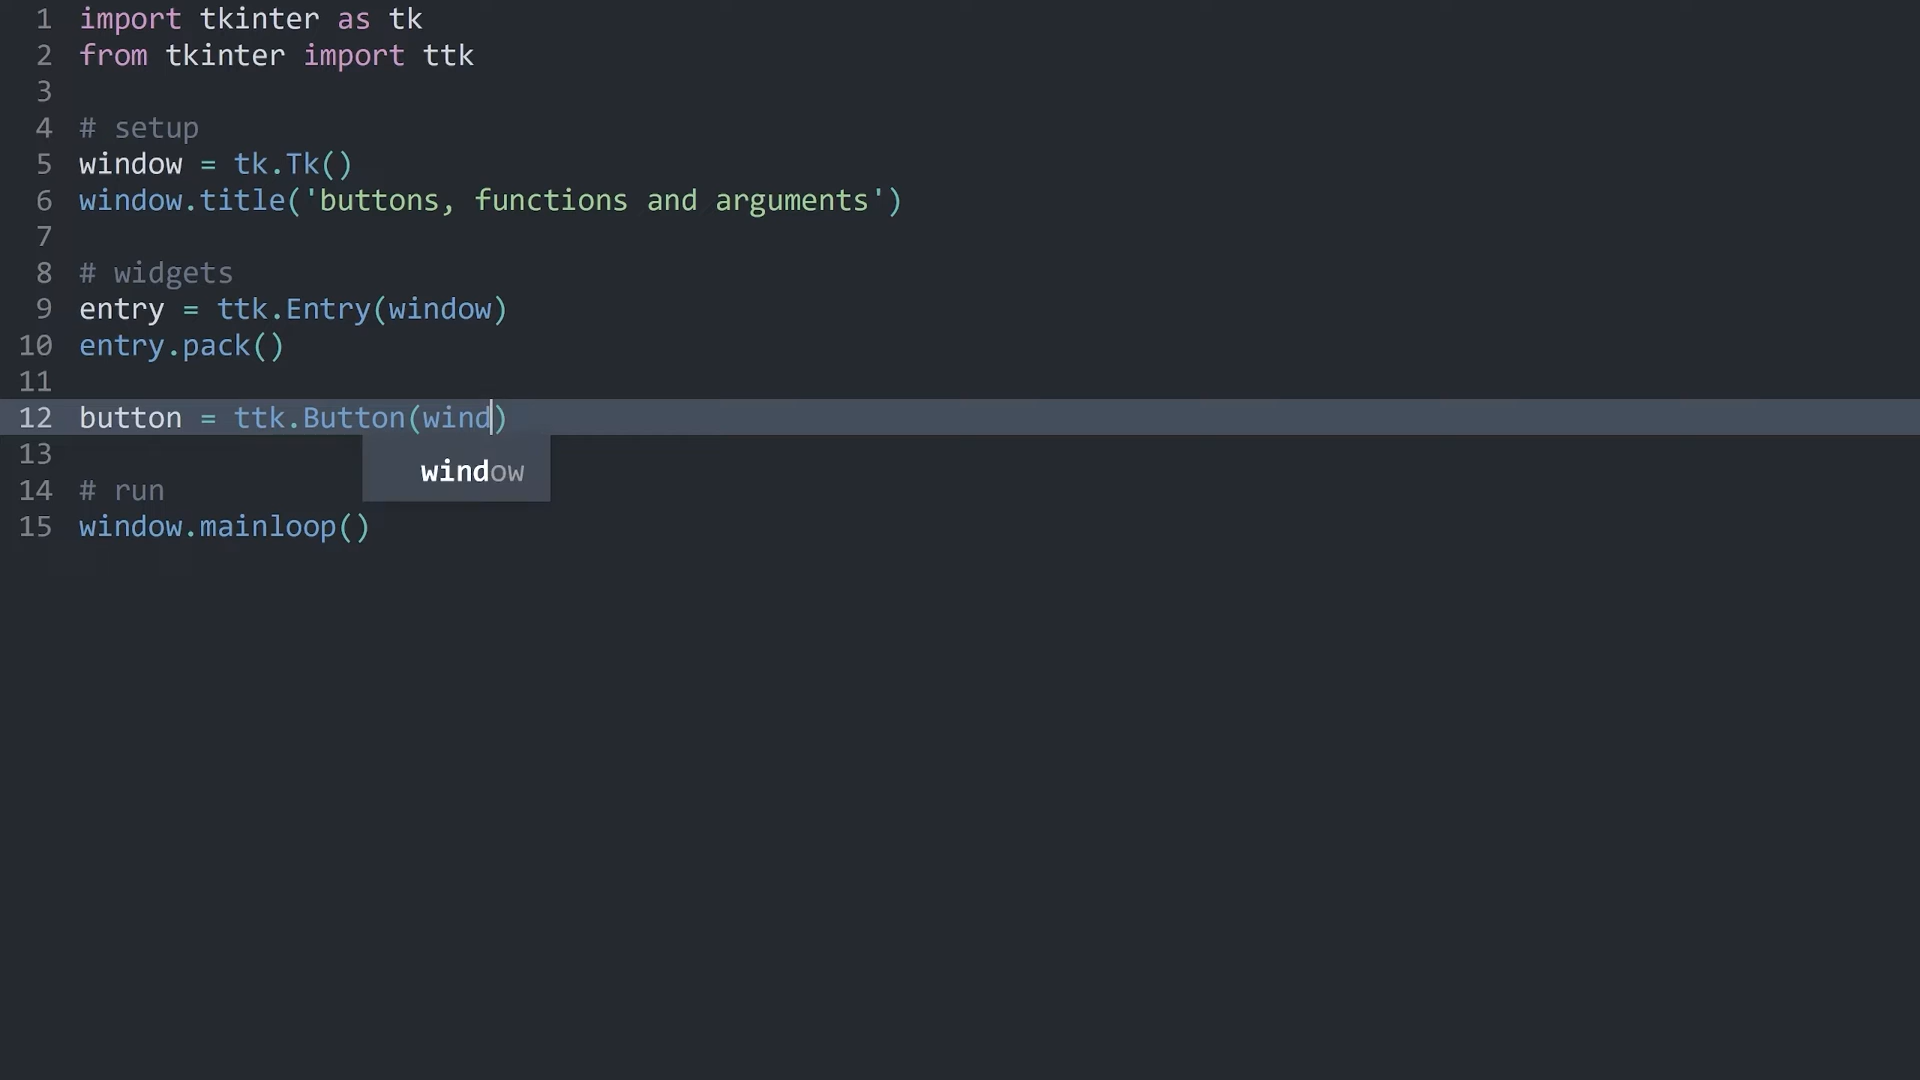 1 import tkinter as tk
2 from tkinter import ttk
3
4 # setup
5 window = tk.Tk()
6 window.title('buttons, functions and arguments')
7
8 # widgets
9 entry = ttk.Entry(window)
10 entry.pack()
11
12 button = ttk.Button(wind)
13
window
14 # run
15 window.mainloop()